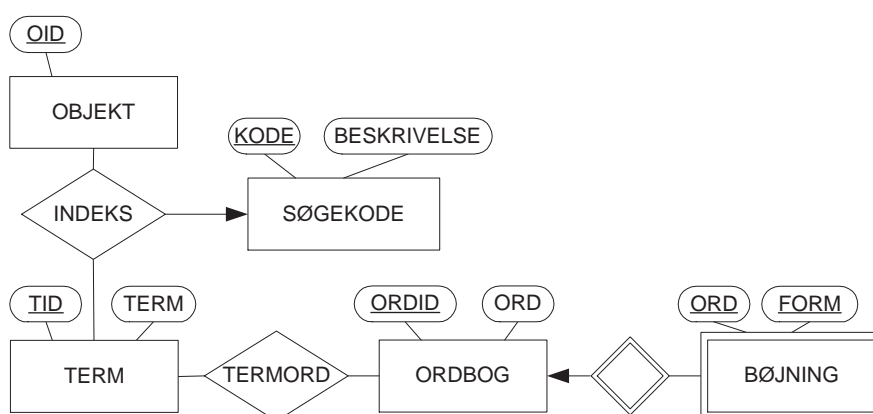 OID
OBJEKT
KODE BESKRIVELSE
INDEKS SØGEKODE
TID TERM ORDID ORD ORD FORM
TERM TERMORD ORDBOG BØJNING